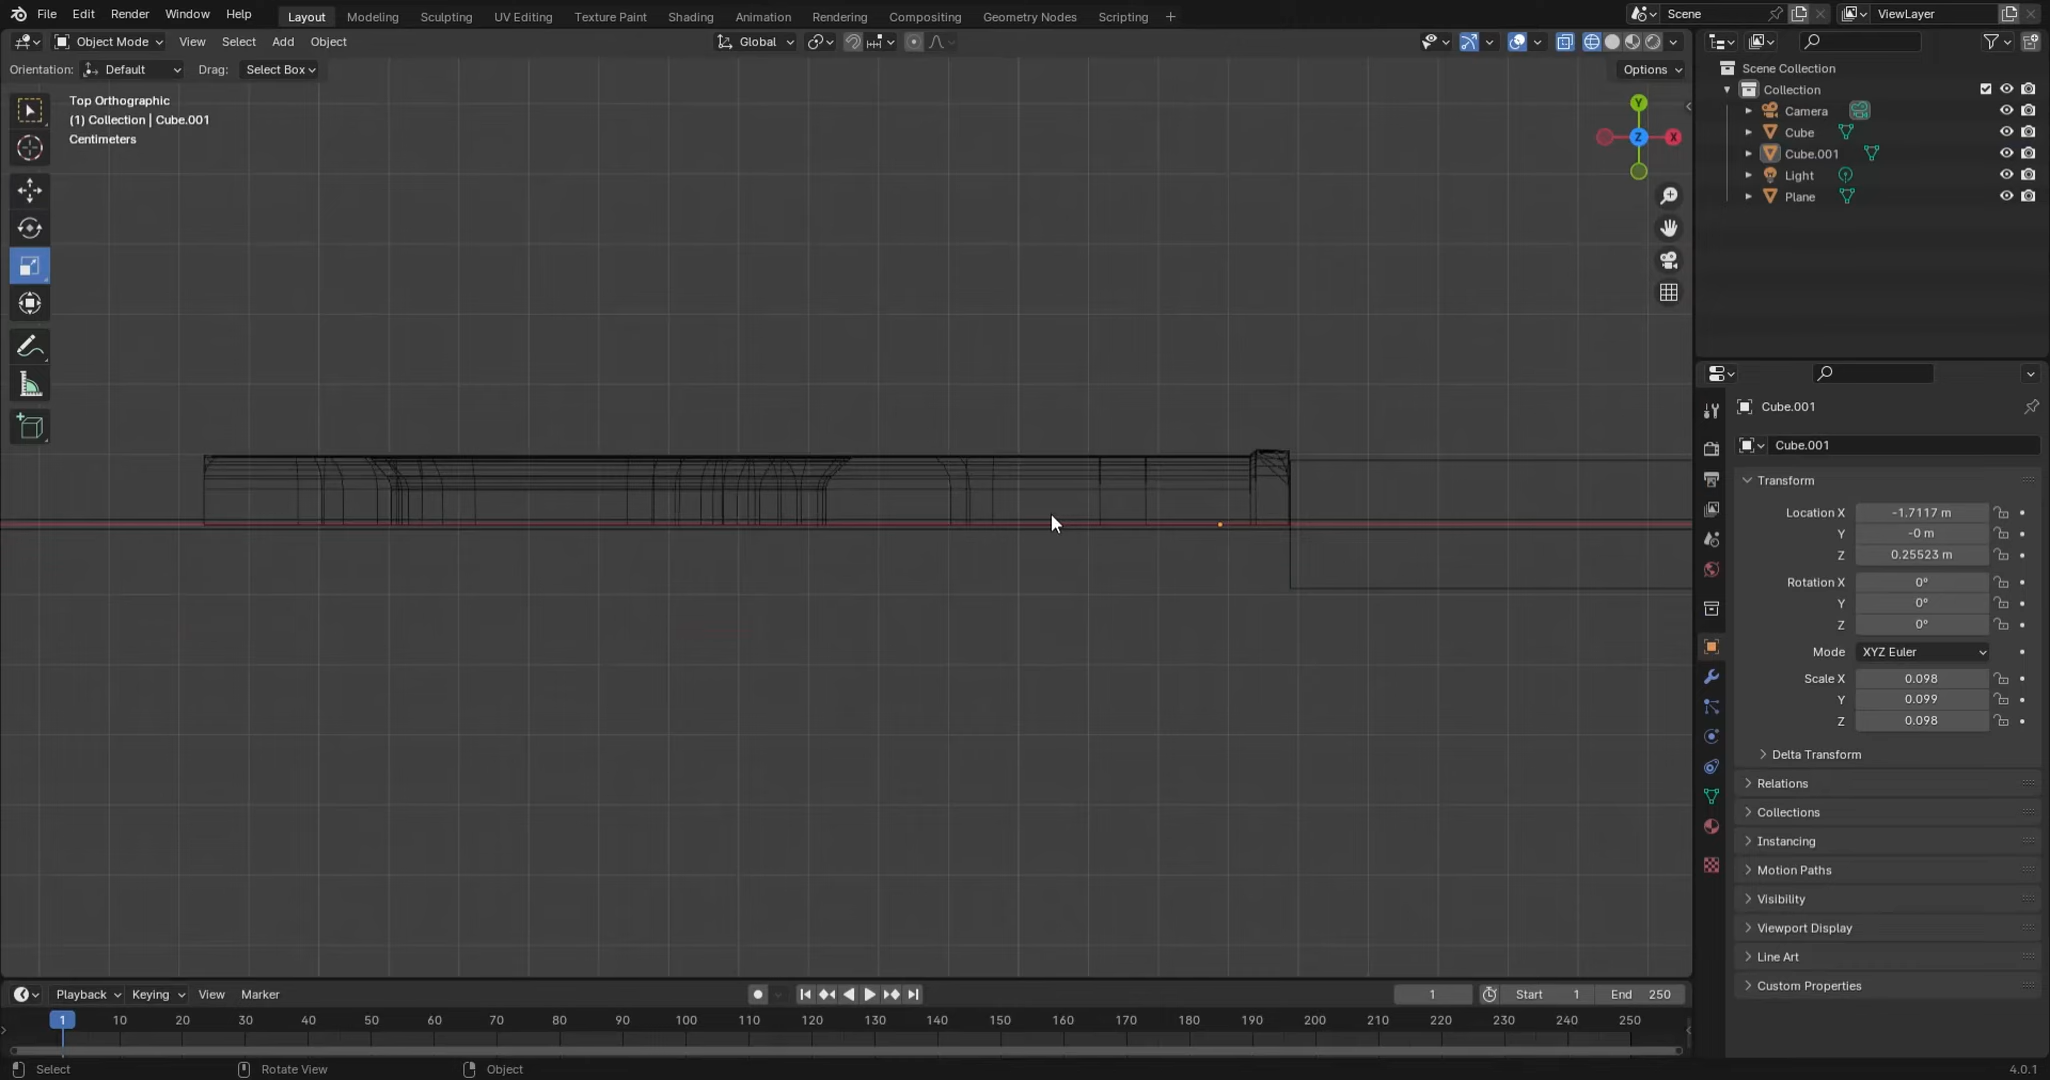 File Edit Render Window Help
Layout Modeling Sculpting UV Editing Texture Paint Shading Animation Rendering Compositing Geometry Nodes Scripting +
Scene
ViewLayer
Object Mode View Select Add Object
Global
Orientation: Default Drag: Select Box
Options
Top Orthographic
(1) Collection | Cube.001
Centimeters
Y
Z
X
Scene Collection
Collection
Camera
Cube
Cube.001
Light
Plane
Cube.001
Cube.001
Transform
Location X -1.7117 m
Y -0 m
Z 0.25523 m
Rotation X 0°
Y 0°
Z 0°
Mode XYZ Euler
Scale X 0.098
Y 0.099
Z 0.098
Delta Transform
Relations
Collections
Instancing
Motion Paths
Visibility
Viewport Display
Line Art
Custom Properties
Playback Keying View Marker
1 Start 1 End 250
1 10 20 30 40 50 60 70 80 90 100 110 120 130 140 150 160 170 180 190 200 210 220 230 240 250
Select Rotate View Object
4.0.1